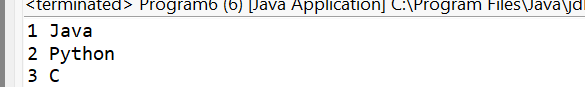 <terminated> Program6 (6) [Java Application] C:\Program Files\Java\jd
1 Java
2 Python
3 C